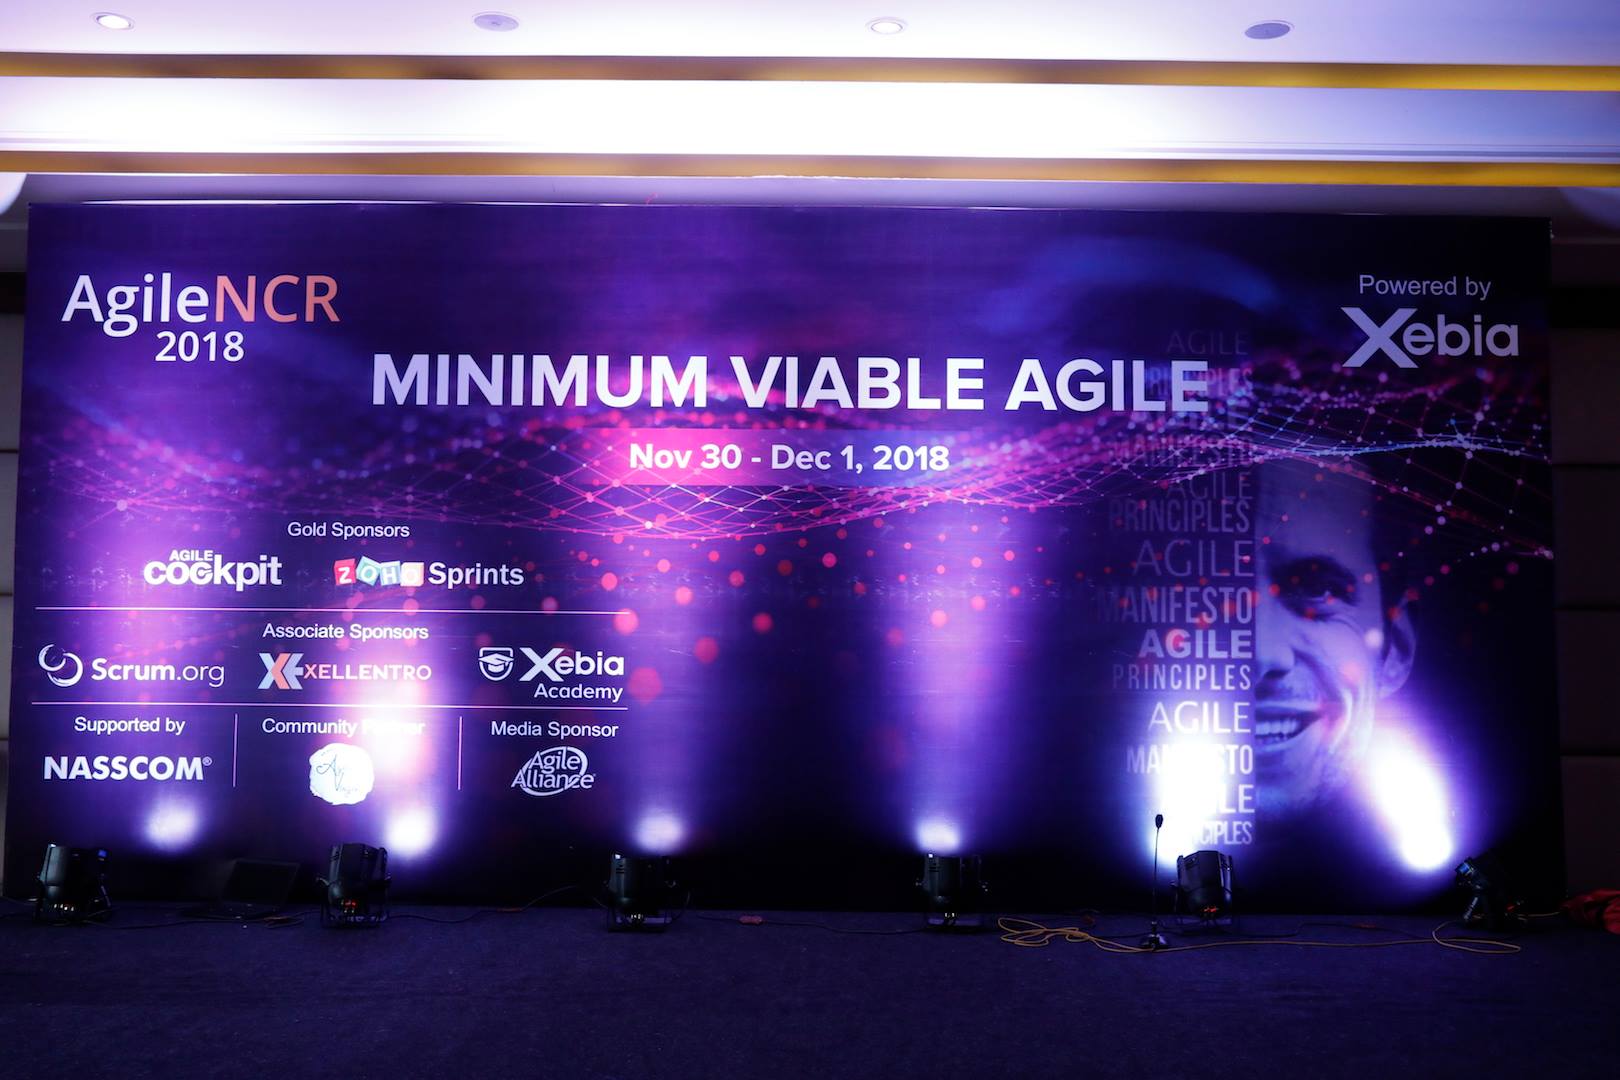 AgileNCR
2018
Powered by
Xebia
MINIMUM VIABLE AGILE
Nov 30 - Dec 1, 2018
Gold Sponsors
AGILE
cockpit
ZOHO Sprints
Associate Sponsors
Scrum.org
XELLENTRO
Xebia
Academy
Supported by
Community
Media Sponsor
NASSCOM®
Agile
Alliance
AGILE
PRINCIPLES
MANIFESTO
AGILE
PRINCIPLES
AGILE
MANIFESTO
AGILE
PRINCIPLES
AGILE